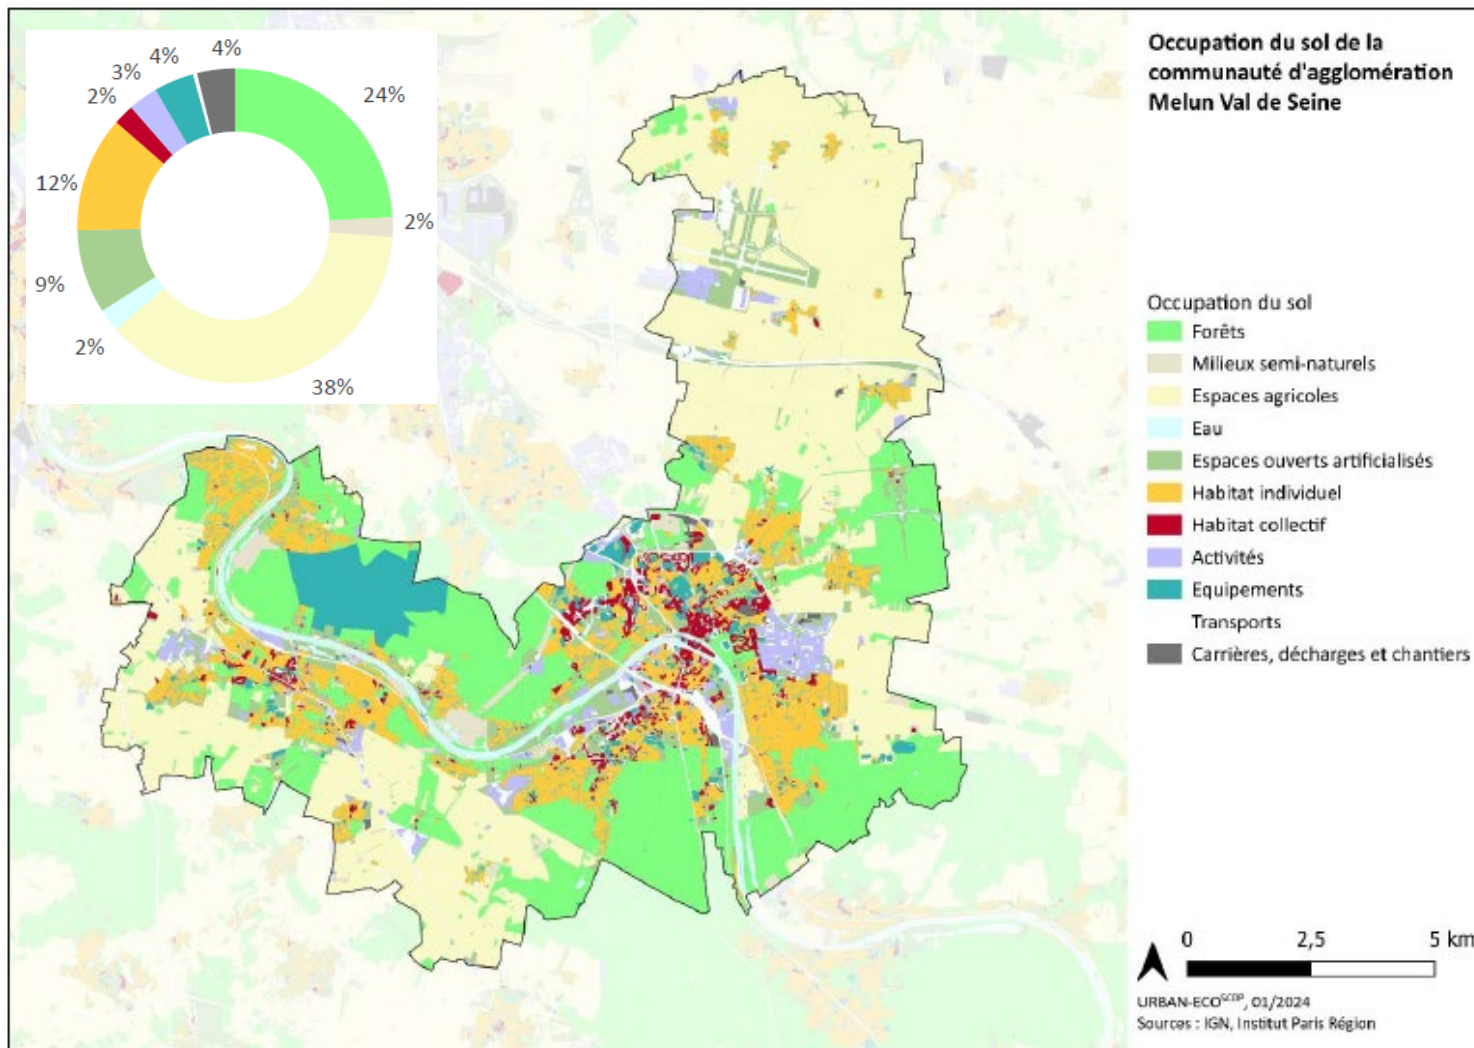 4%
4%
3%
2%
24%
12%
2%
9%
2%
38%
Occupation du sol de la
communauté d'agglomération
Melun Val de Seine
Occupation du sol
Forêts
Milieux semi-naturels
Espaces agricoles
Eau
Espaces ouverts artificialisés
Habitat individuel
Habitat collectif
Activités
Equipements
Transports
Carrières, décharges et chantiers
0 2,5 5 km
URBAN-ECO SCOP, 01/2024
Sources : IGN, Institut Paris Région